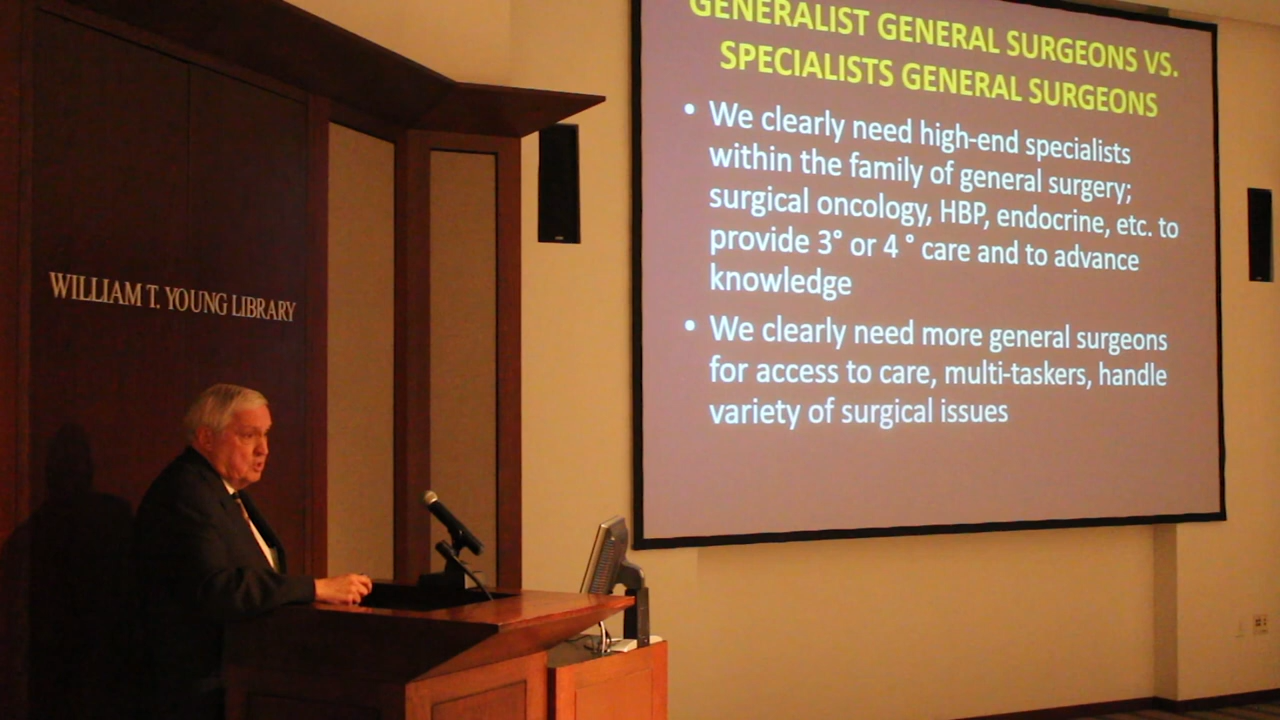 WILLIAM T. YOUNG LIBRARY
GENERALIST GENERAL SURGEONS VS.
SPECIALISTS GENERAL SURGEONS
• We clearly need high-end specialists
within the family of general surgery;
surgical oncology, HBP, endocrine, etc. to
provide 3° or 4 ° care and to advance
knowledge
• We clearly need more general surgeons
for access to care, multi-taskers, handle
variety of surgical issues